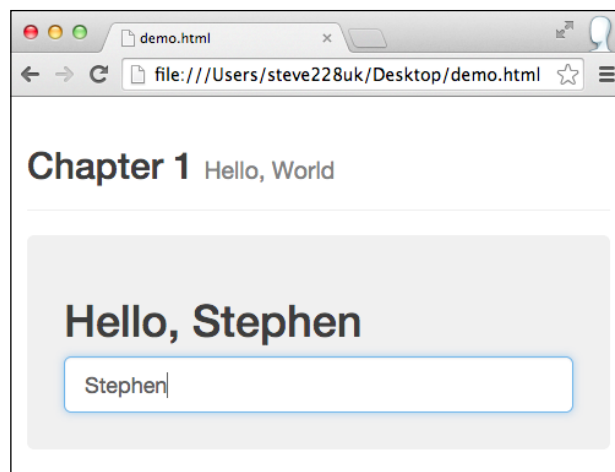 demo.html
file:///Users/steve228uk/Desktop/demo.html
Chapter 1 Hello, World
Hello, Stephen
Stephen